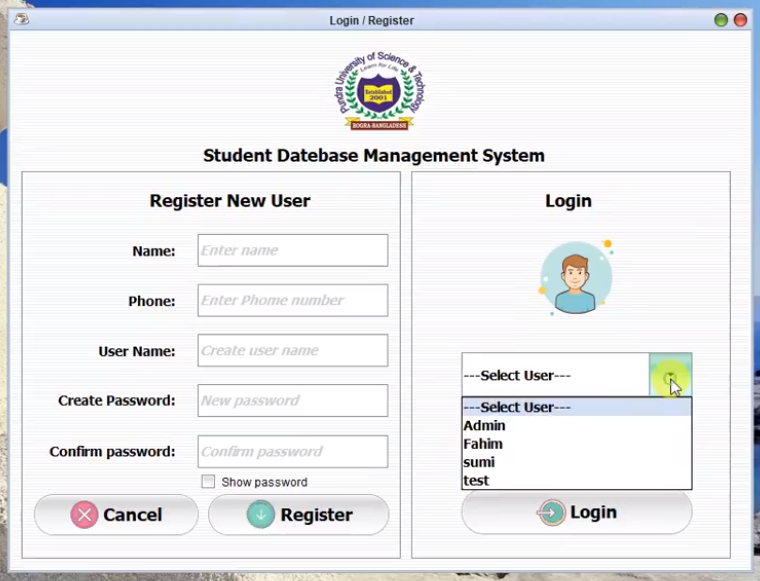 Login / Register
Pundra University of Science & Technology
Learn for Life
Established
2001
BOGRA-BANGLADESH
Student Datebase Management System
Register New User
Name:
Enter name
Phone:
Enter Phome number
User Name:
Create user name
Create Password:
New password
Confirm password:
Confirm password
Show password
Cancel
Register
Login
---Select User---
---Select User---
Admin
Fahim
sumi
test
Login